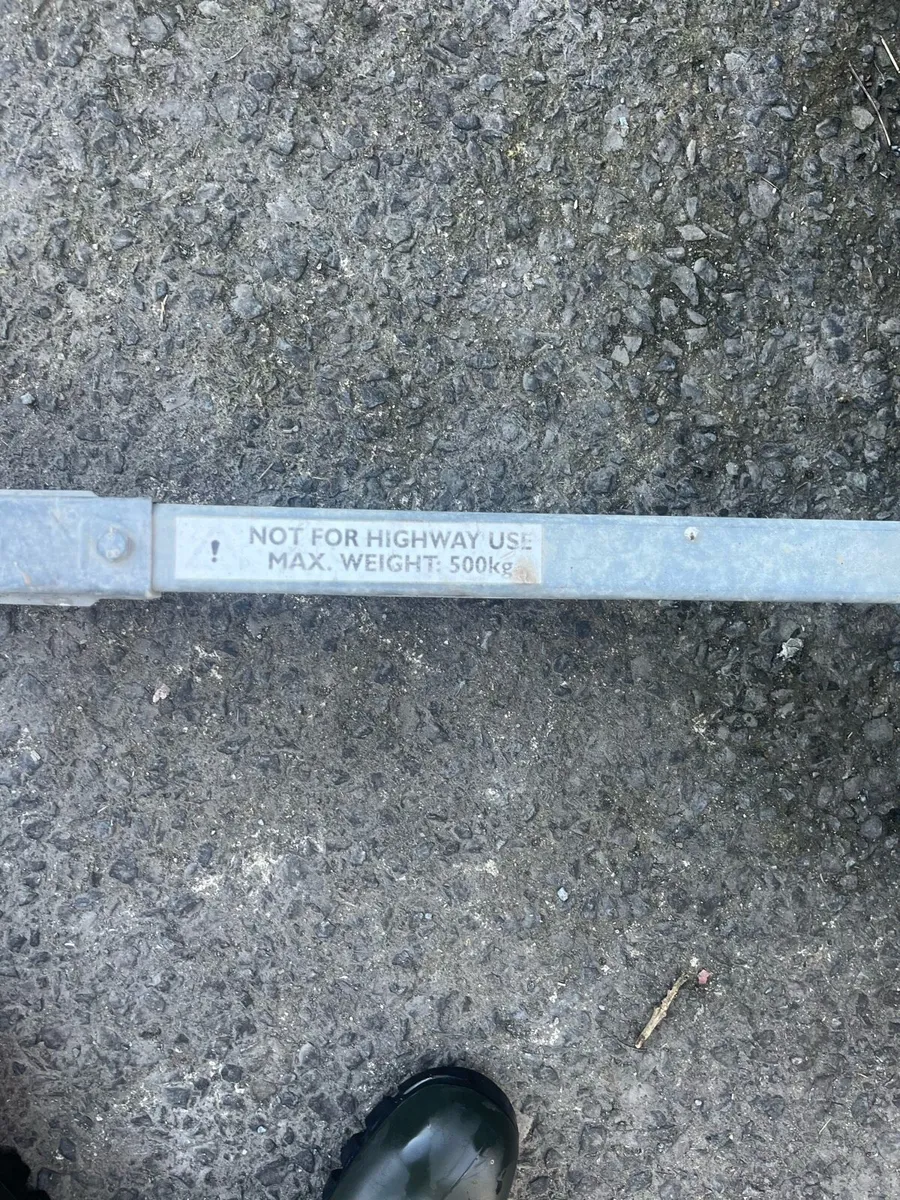 ! NOT FOR HIGHWAY USE
MAX. WEIGHT: 500kg